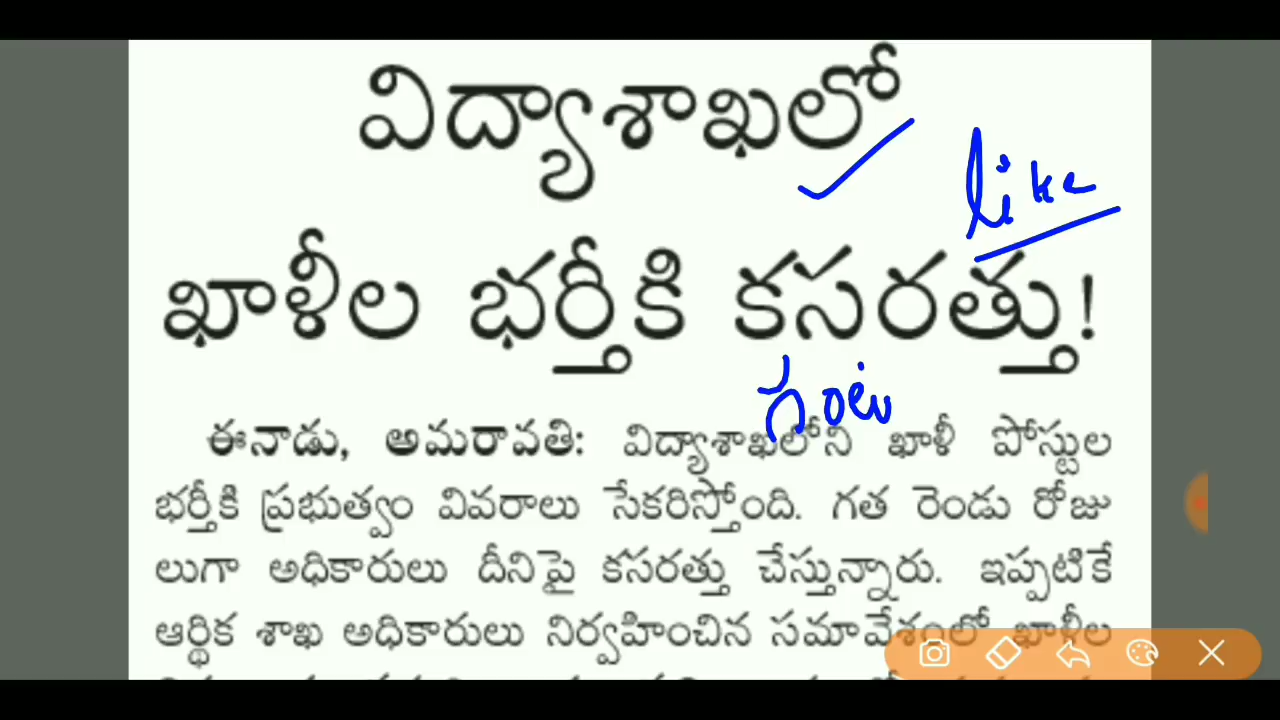 విద్యాశాఖలో
like
ఖాళీల భర్తీకి కసరత్తు!
ఈనాడు, అమరావతి: విద్యాశాఖలోని ఖాళీ పోస్టుల
భర్తీకి ప్రభుత్వం వివరాలు సేకరిస్తోంది. గత రెండు రోజు
లుగా అధికారులు దీనిపై కసరత్తు చేస్తున్నారు. ఇప్పటికే
ఆర్థిక శాఖ అధికారులు నిర్వహించిన సమావేశంలో ఖాళీల